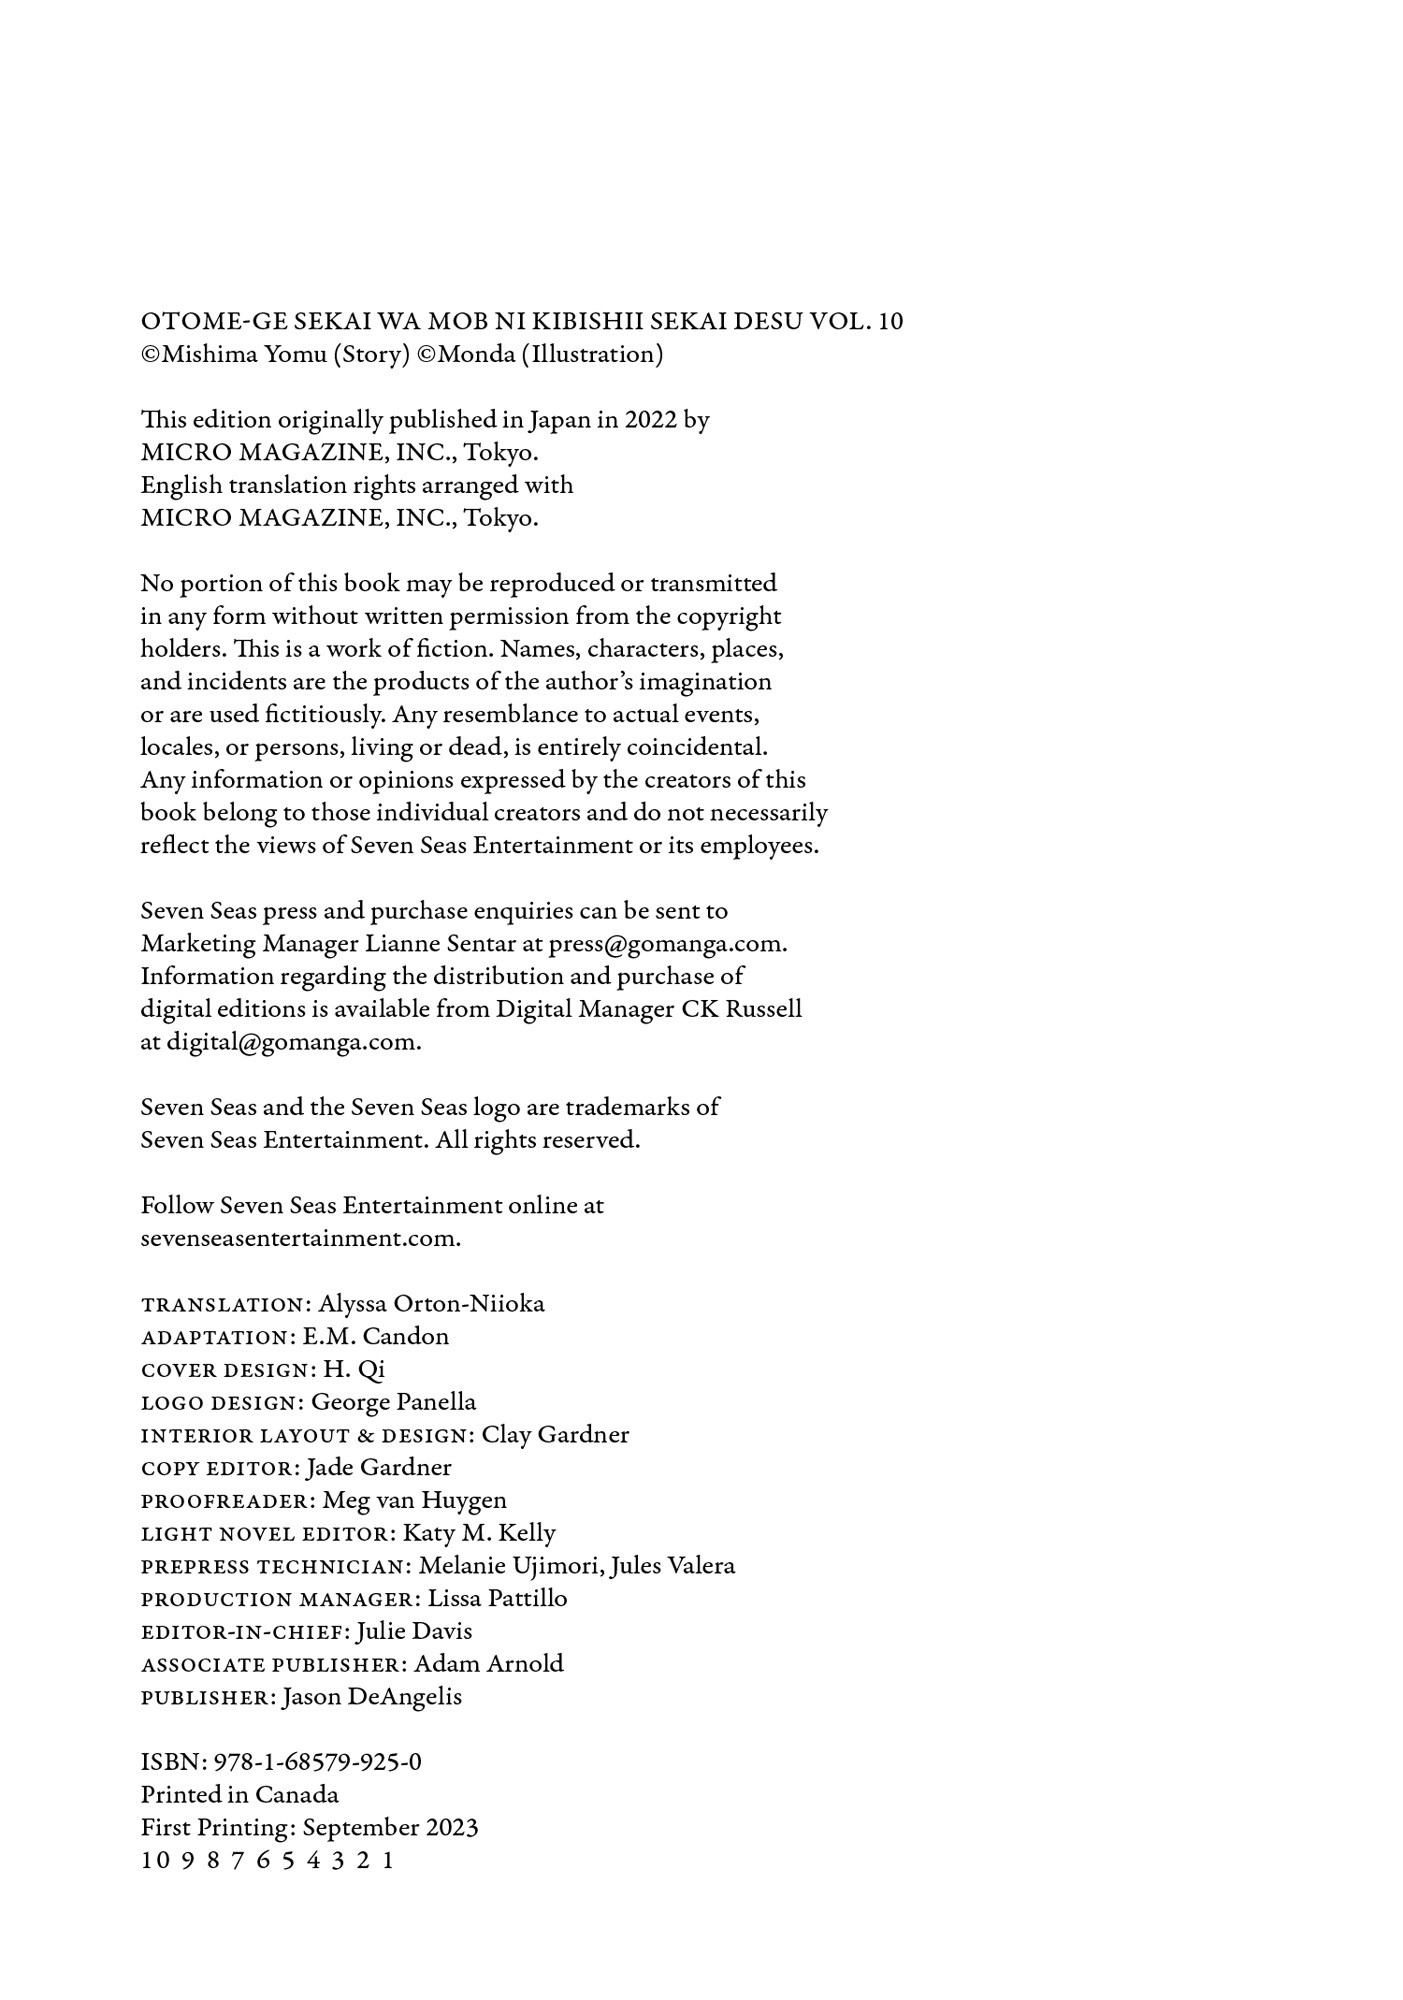 OTOME-GE SEKAI WA MOB NI KIBISHII SEKAI DESU VOL. 10
©Mishima Yomu (Story) ©Monda (Illustration)
This edition originally published in Japan in 2022 by
MICRO MAGAZINE, INC., Tokyo.
English translation rights arranged with
MICRO MAGAZINE, INC., Tokyo.
No portion of this book may be reproduced or transmitted
in any form without written permission from the copyright
holders. This is a work of fiction. Names, characters, places,
and incidents are the products of the author’s imagination
or are used fictitiously. Any resemblance to actual events,
locales, or persons, living or dead, is entirely coincidental.
Any information or opinions expressed by the creators of this
book belong to those individual creators and do not necessarily
reflect the views of Seven Seas Entertainment or its employees.
Seven Seas press and purchase enquiries can be sent to
Marketing Manager Lianne Sentar at press@gomanga.com.
Information regarding the distribution and purchase of
digital editions is available from Digital Manager CK Russell
at digital@gomanga.com.
Seven Seas and the Seven Seas logo are trademarks of
Seven Seas Entertainment. All rights reserved.
Follow Seven Seas Entertainment online at
sevenseasentertainment.com.
TRANSLATION: Alyssa Orton-Niioka
ADAPTATION: E.M. Candon
COVER DESIGN: H. Qi
LOGO DESIGN: George Panella
INTERIOR LAYOUT & DESIGN: Clay Gardner
COPY EDITOR: Jade Gardner
PROOFREADER: Meg van Huygen
LIGHT NOVEL EDITOR: Katy M. Kelly
PREPRESS TECHNICIAN: Melanie Ujimori, Jules Valera
PRODUCTION MANAGER: Lissa Pattillo
EDITOR-IN-CHIEF: Julie Davis
ASSOCIATE PUBLISHER: Adam Arnold
PUBLISHER: Jason DeAngelis
ISBN: 978-1-68579-925-0
Printed in Canada
First Printing: September 2023
10 9 8 7 6 5 4 3 2 1